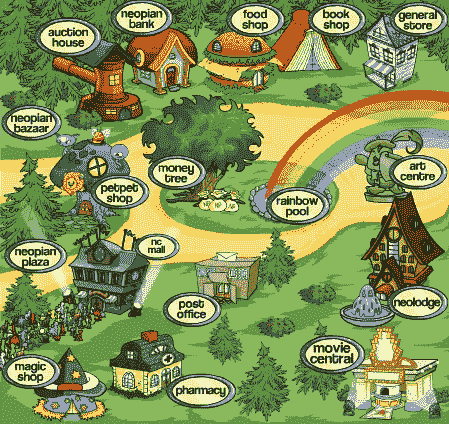 auction
house
neopian
bank
food
shop
book
shop
general
store
neopian
bazaar
petpet
shop
money
tree
rainbow
pool
art
centre
neopian
plaza
nc
mall
post
office
neolodge
magic
shop
pharmacy
movie
central